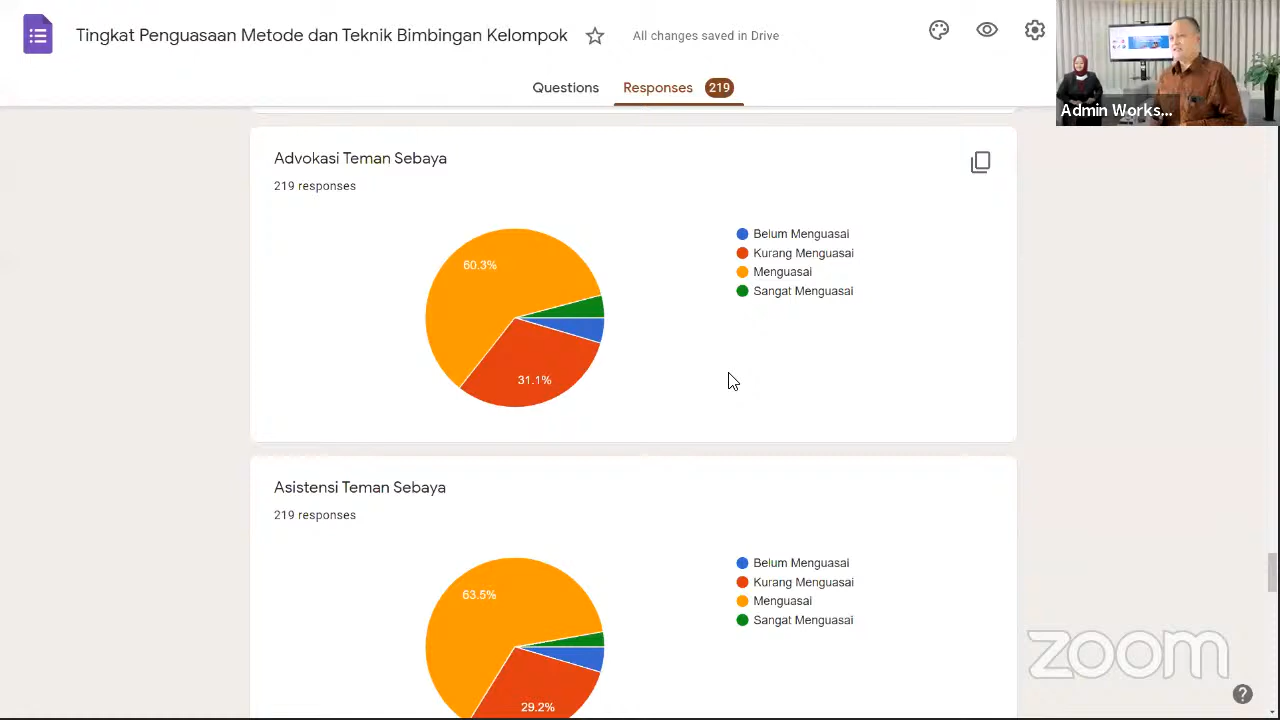 Tingkat Penguasaan Metode dan Teknik Bimbingan Kelompok
All changes saved in Drive
Questions
Responses 219
Admin Works...
Advokasi Teman Sebaya
219 responses
60.3%
31.1%
Belum Menguasai
Kurang Menguasai
Menguasai
Sangat Menguasai
Asistensi Teman Sebaya
219 responses
63.5%
29.2%
Belum Menguasai
Kurang Menguasai
Menguasai
Sangat Menguasai
zoom